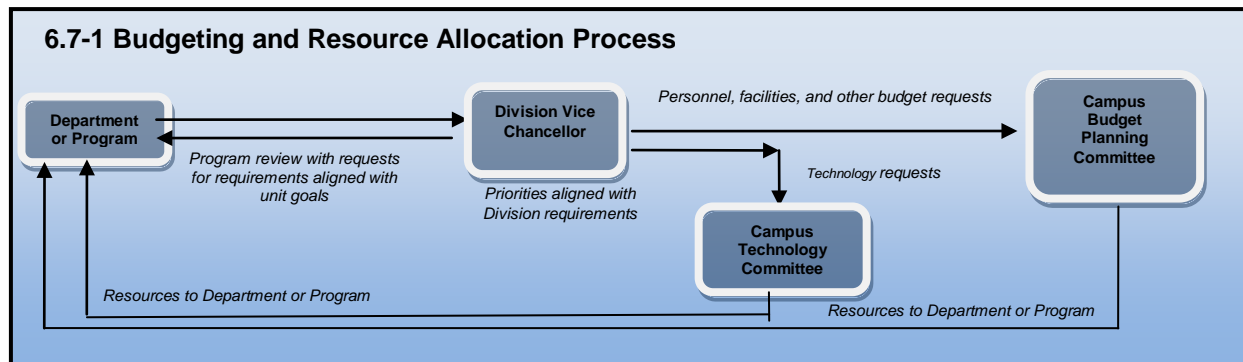 6.7-1 Budgeting and Resource Allocation Process
Department
or Program
Program review with requests
for requirements aligned with
unit goals
Division Vice
Chancellor
Priorities aligned with
Division requirements
Personnel, facilities, and other budget requests
Technology requests
Campus
Budget
Planning
Committee
Campus
Technology
Committee
Resources to Department or Program
Resources to Department or Program